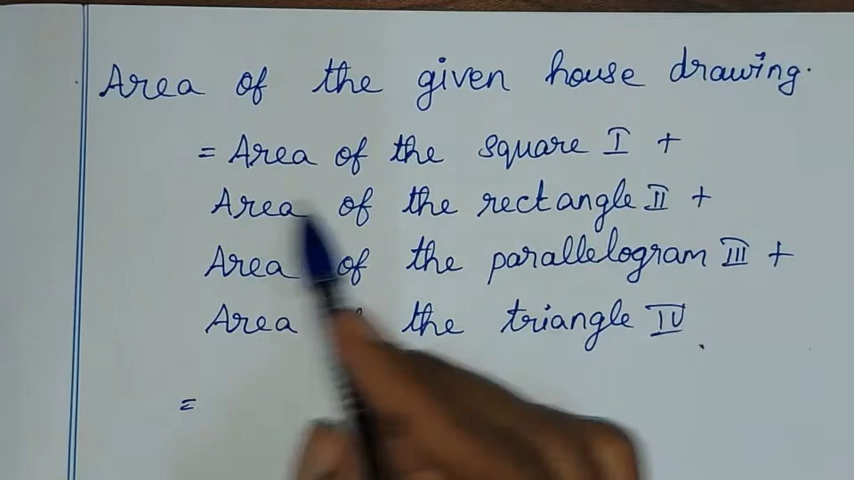 Area of the given house drawing.
= Area of the square I +
Area of the rectangle II +
Area of the parallelogram III +
Area the triangle IV
=